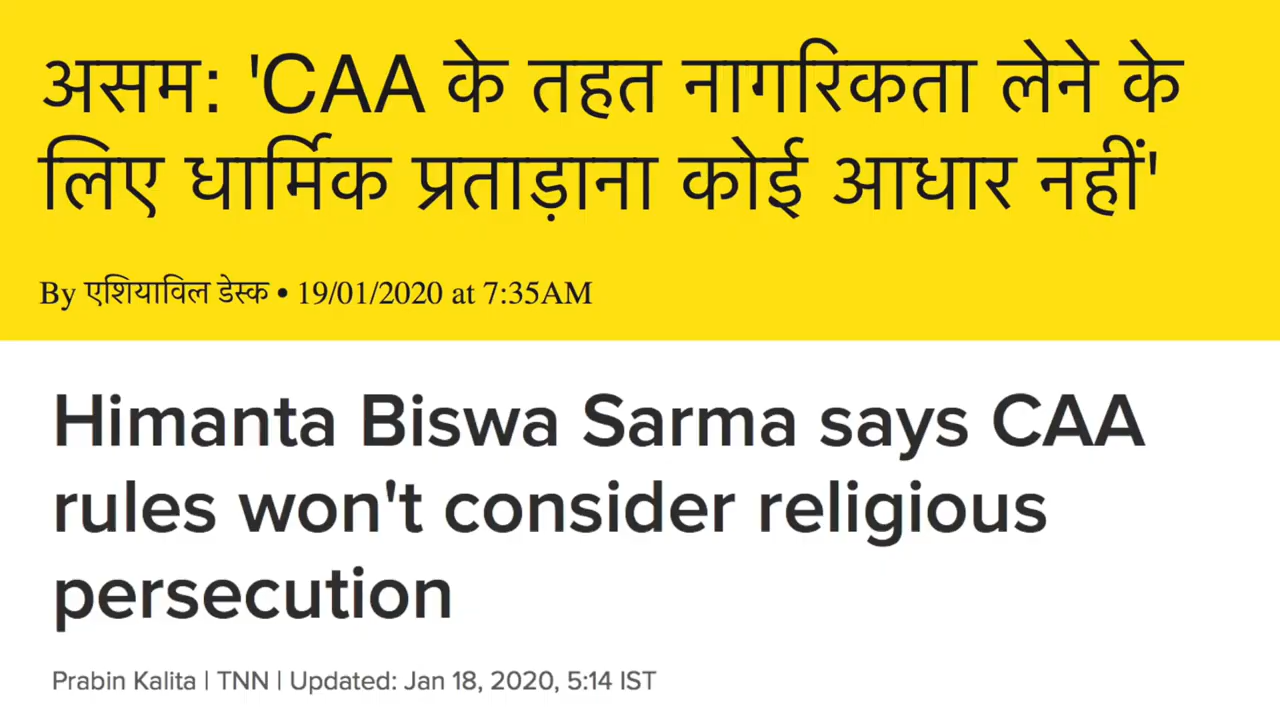 असम: 'CAA के तहत नागरिकता लेने के
लिए धार्मिक प्रताड़ाना कोई आधार नहीं'
By एशियाविल डेस्क • 19/01/2020 at 7:35AM
Himanta Biswa Sarma says CAA
rules won't consider religious
persecution
Prabin Kalita | TNN | Updated: Jan 18, 2020, 5:14 IST